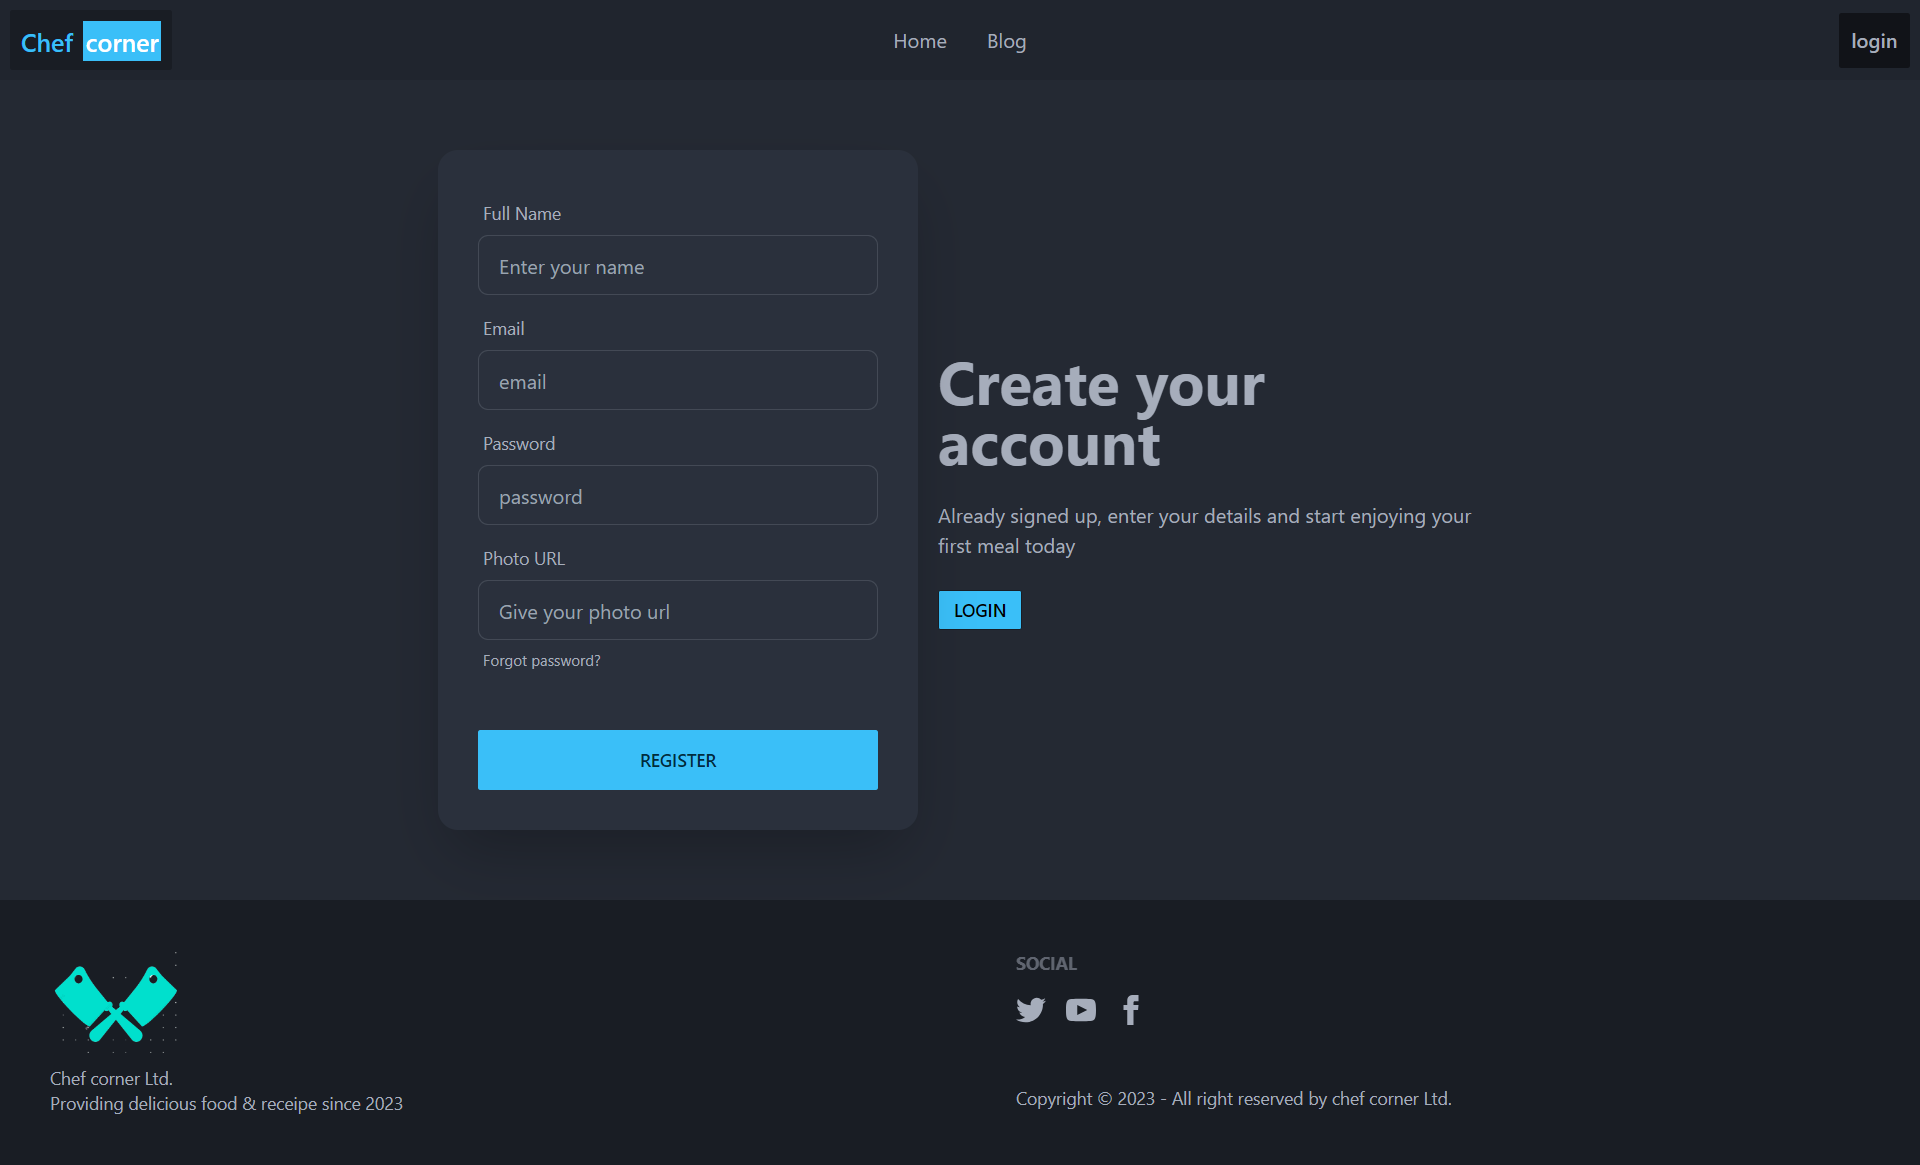 Chef corner
Home
Blog
login
Full Name
Enter your name
Email
email
Password
password
Photo URL
Give your photo url
Forgot password?
REGISTER
Create your
account
Already signed up, enter your details and start enjoying your
first meal today
LOGIN
Chef corner Ltd.
Providing delicious food & receipe since 2023
SOCIAL
Copyright © 2023 - All right reserved by chef corner Ltd.